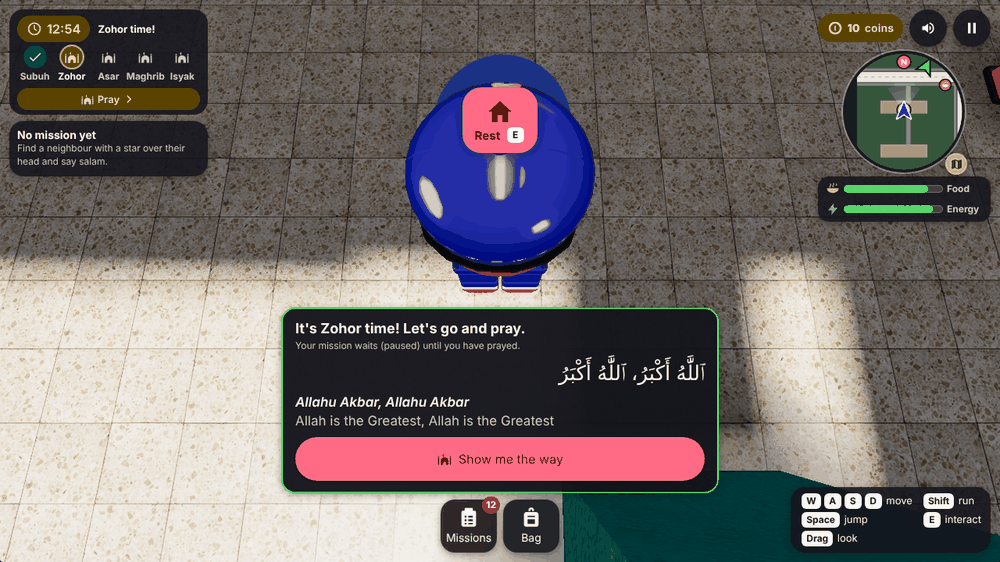 12:54 Zohor time!
Subuh Zohor Asar Maghrib Isyak
Pray
No mission yet
Find a neighbour with a star over their
head and say salam.
10 coins
N
Food
Energy
Rest E
It's Zohor time! Let's go and pray.
Your mission waits (paused) until you have prayed.
ٱللَّهُ أَكْبَرُ، ٱللَّهُ أَكْبَرُ
Allahu Akbar, Allahu Akbar
Allah is the Greatest, Allah is the Greatest
Show me the way
12
Missions
Bag
W A S D move Shift run
Space jump E interact
Drag look